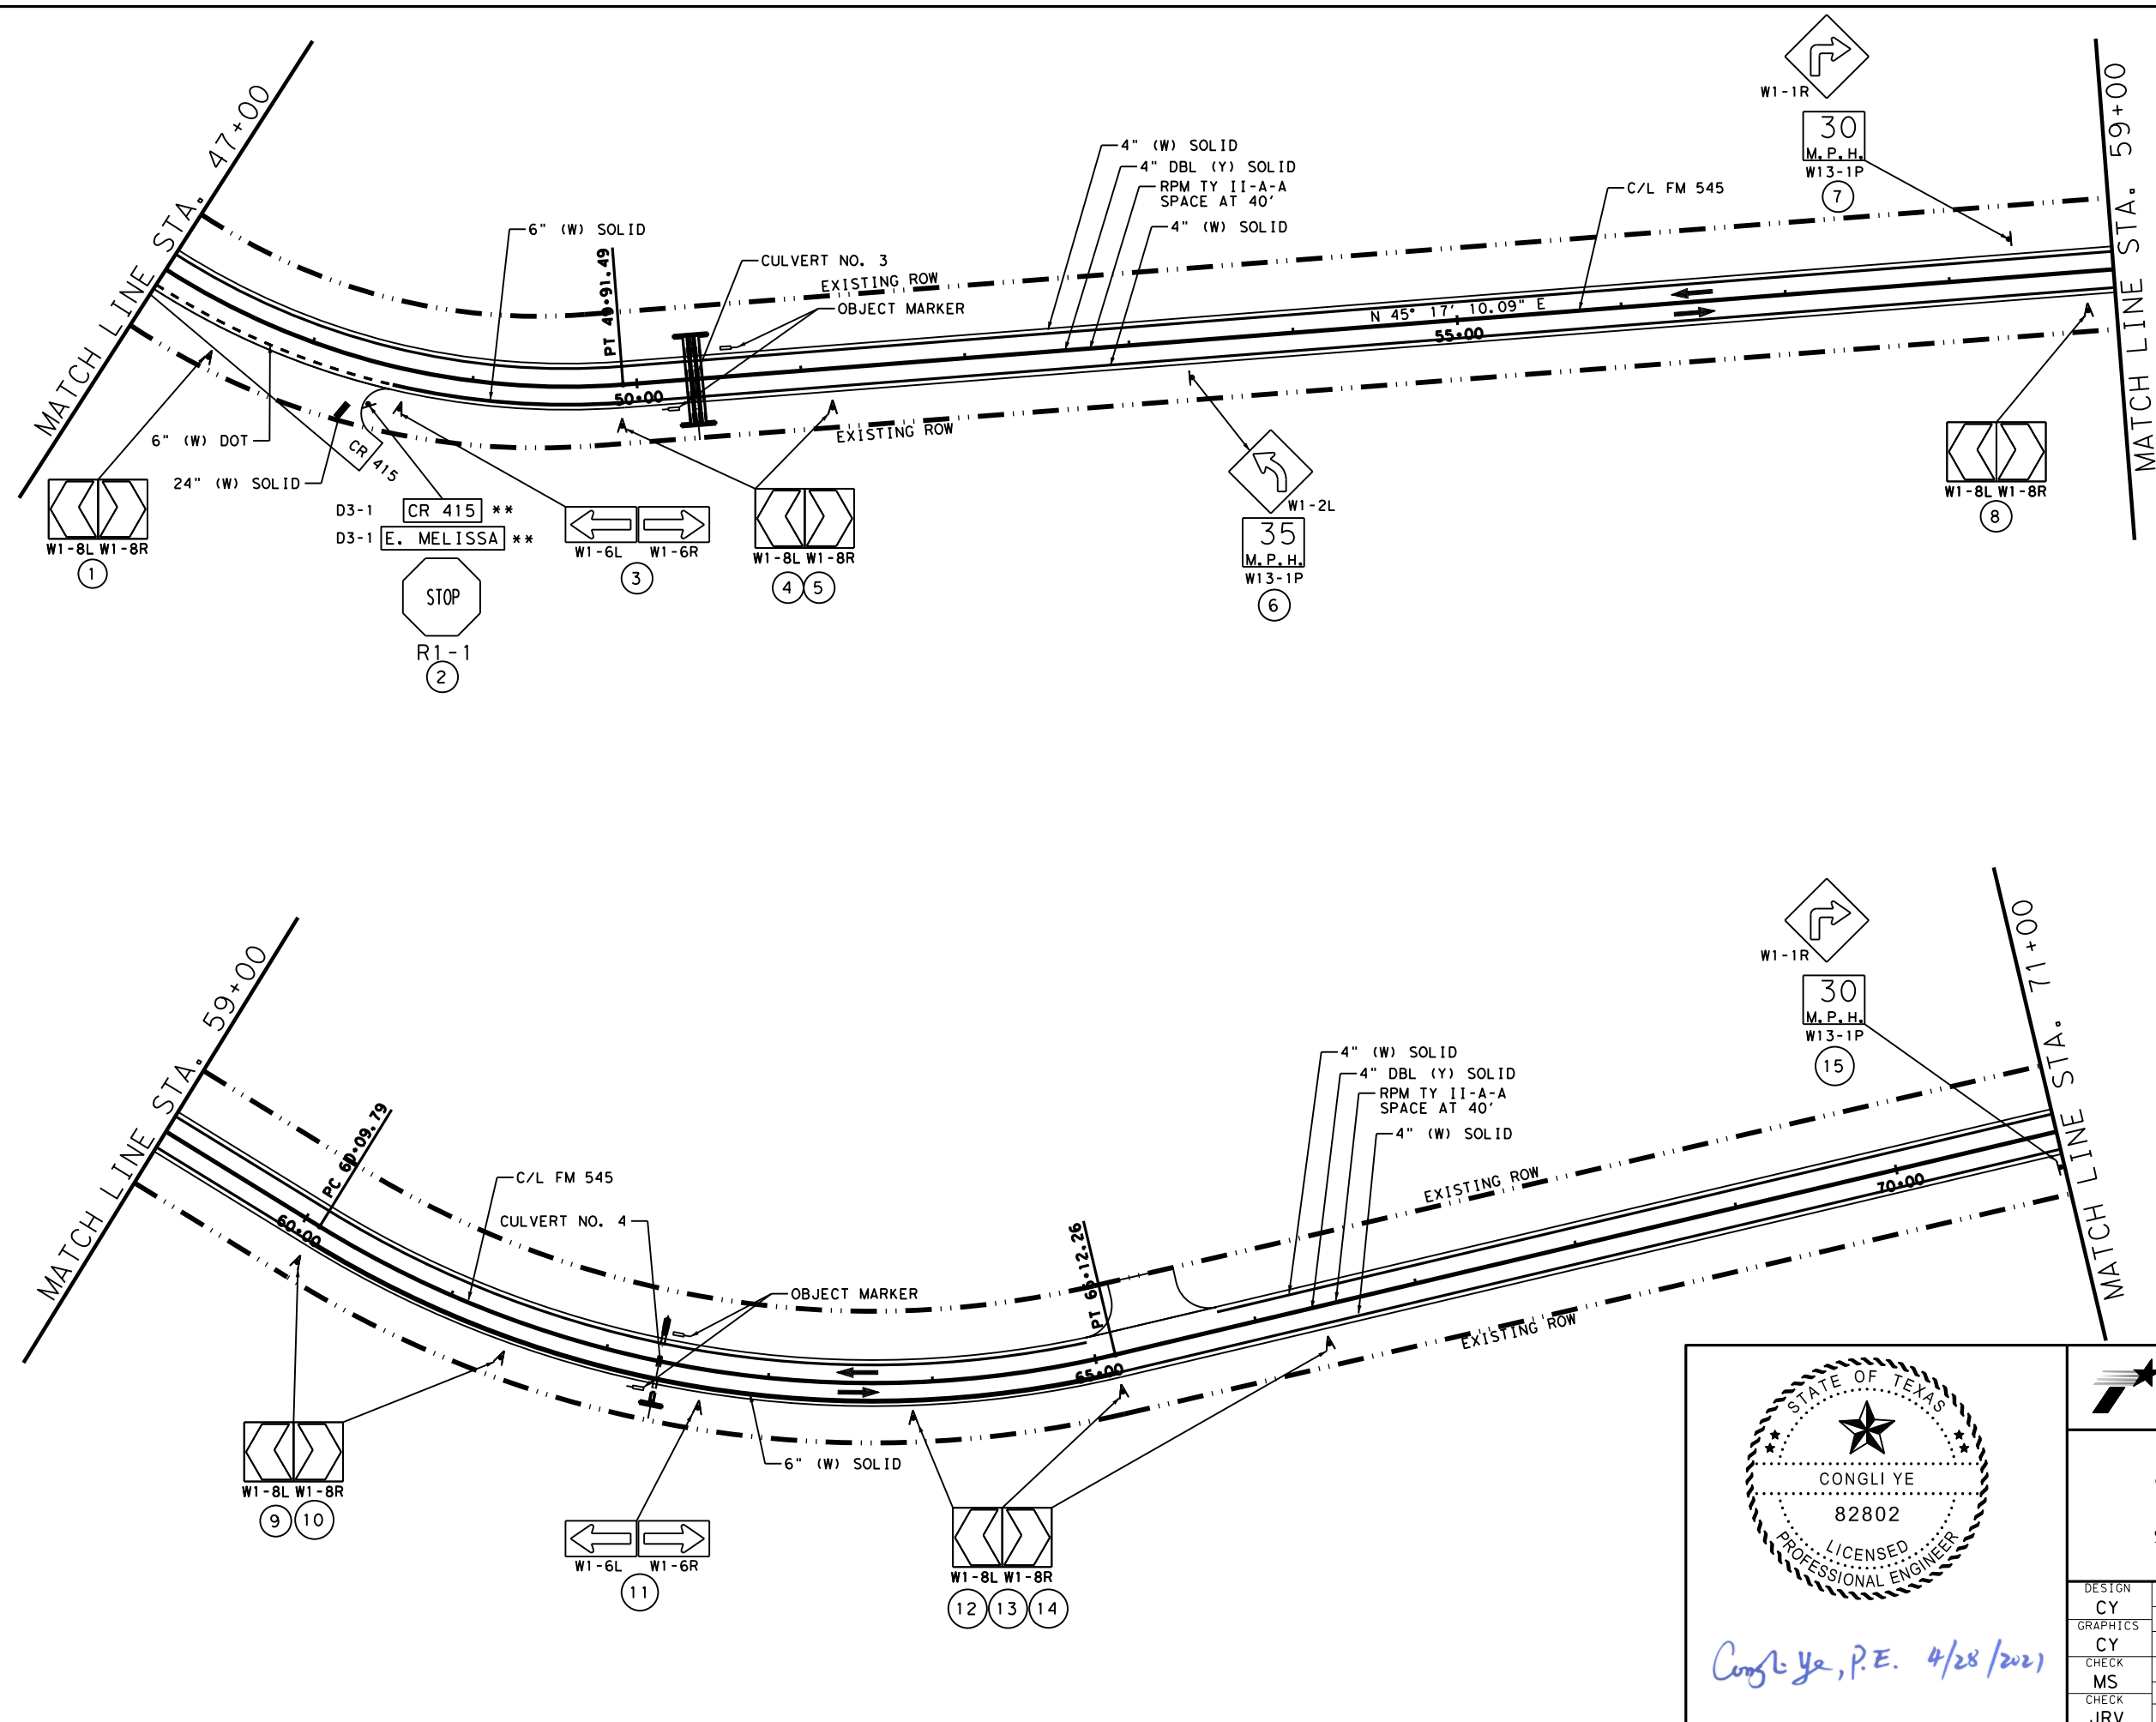 MATCH LINE STA. 47+00
6" (W) SOLID
PT 49+91.49
CULVERT NO. 3
EXISTING ROW
OBJECT MARKER
4" (W) SOLID
4" DBL (Y) SOLID
RPM TY II-A-A
SPACE AT 40'
4" (W) SOLID
C/L FM 545
W1-1R
30
M.P.H.
W13-1P
7
MATCH LINE STA. 59+00
N 45° 17' 10.09" E
55+00
50+00
EXISTING ROW
6" (W) DOT
24" (W) SOLID
CR 415
W1-8L W1-8R
1
D3-1 CR 415 **
D3-1 E. MELISSA **
STOP
R1-1
2
W1-6L W1-6R
3
W1-8L W1-8R
4 5
W1-2L
35
M.P.H.
W13-1P
6
W1-8L W1-8R
8
MATCH LINE STA. 59+00
PC 60+09.79
60+00
C/L FM 545
CULVERT NO. 4
OBJECT MARKER
PT 65+12.26
65+00
4" (W) SOLID
4" DBL (Y) SOLID
RPM TY II-A-A
SPACE AT 40'
4" (W) SOLID
EXISTING ROW
EXISTING ROW
70+00
W1-1R
30
M.P.H.
W13-1P
15
MATCH LINE STA. 71+00
W1-8L W1-8R
9 10
6" (W) SOLID
W1-6L W1-6R
11
W1-8L W1-8R
12 13 14
STATE OF TEXAS
CONGLI YE
82802
LICENSED
PROFESSIONAL ENGINEER
Congli Ye, P.E. 4/28/2021
DESIGN
CY
GRAPHICS
CY
CHECK
MS
CHECK
JRV